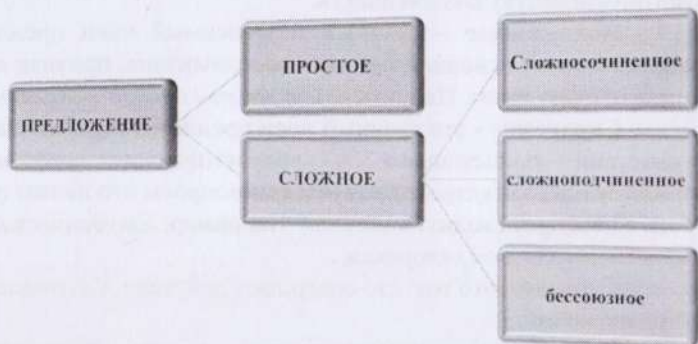 ПРЕДЛОЖЕНИЕ
ПРОСТОЕ
СЛОЖНОЕ
Сложносочиненное
сложноподчиненное
бессоюзное